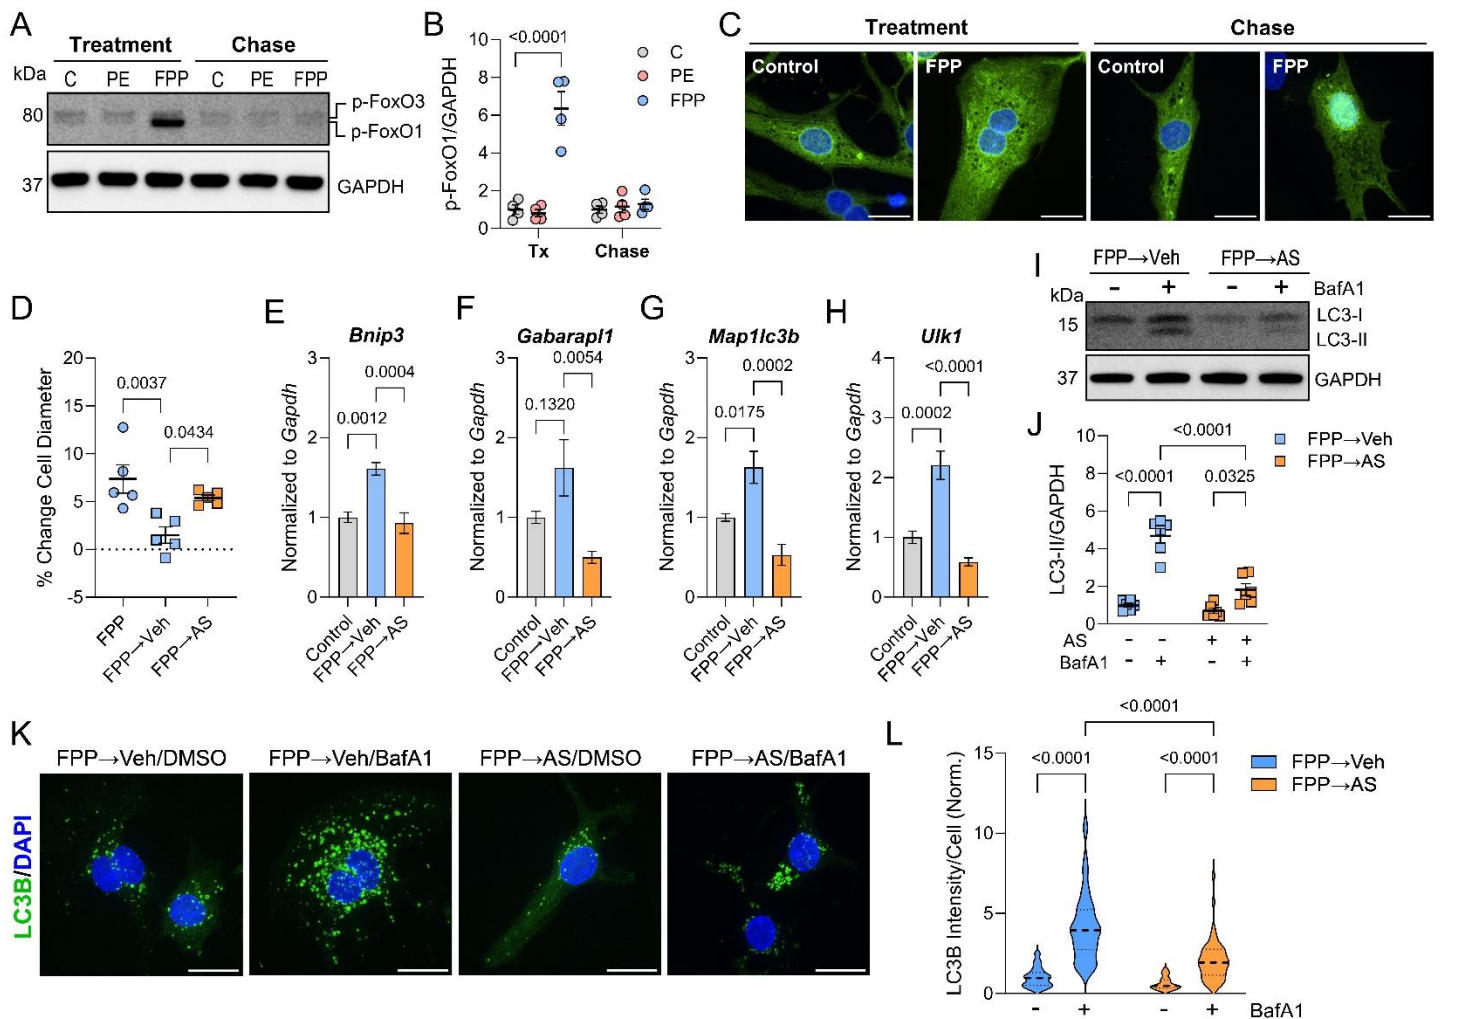 A
Treatment Chase
kDa C PE FPP C PE FPP
80
p-FoxO3
p-FoxO1
37 GAPDH
B
p-FoxO1/GAPDH
10
8
6
4
2
0
<0.0001
C
PE
FPP
Tx Chase
C
Treatment Chase
Control FPP Control FPP
D
% Change Cell Diameter
20
15
10
5
0
-5
0.0037
0.0434
FPP FPP→Veh FPP→AS
E
Bnip3
Normalized to Gapdh
3
2
1
0
0.0004
0.0012
Control FPP→Veh FPP→AS
F
Gabarapl1
Normalized to Gapdh
3
2
1
0
0.0054
0.1320
Control FPP→Veh FPP→AS
G
Map1lc3b
Normalized to Gapdh
3
2
1
0
0.0002
0.0175
Control FPP→Veh FPP→AS
H
Ulk1
Normalized to Gapdh
4
3
2
1
0
<0.0001
0.0002
Control FPP→Veh FPP→AS
I
FPP→Veh FPP→AS
- + - + BafA1
kDa
15
LC3-I
LC3-II
37 GAPDH
J
LC3-II/GAPDH
10
8
6
4
2
0
<0.0001
<0.0001 0.0325
FPP→Veh
FPP→AS
AS - - + +
BafA1 - + - +
K
FPP→Veh/DMSO FPP→Veh/BafA1 FPP→AS/DMSO FPP→AS/BafA1
LC3B/DAPI
L
LC3B Intensity/Cell (Norm.)
15
10
5
0
<0.0001
<0.0001 <0.0001
FPP→Veh
FPP→AS
- + - + BafA1